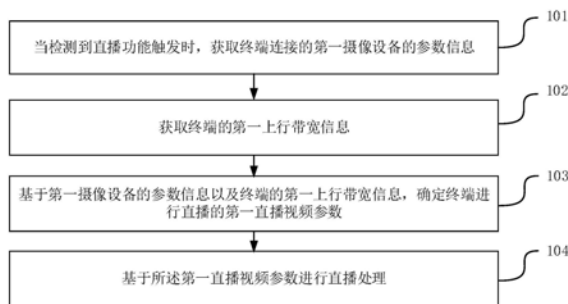 101
当检测到直播功能触发时，获取终端连接的第一摄像设备的参数信息
102
获取终端的第一上行带宽信息
103
基于第一摄像设备的参数信息以及终端的第一上行带宽信息，确定终端进
行直播的第一直播视频参数
104
基于所述第一直播视频参数进行直播处理